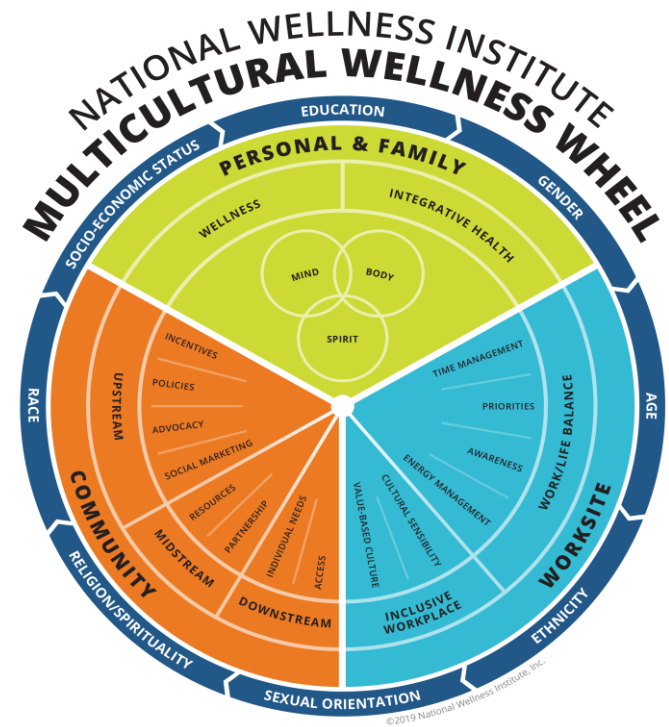 NATIONAL WELLNESS INSTITUTE
MULTICULTURAL WELLNESS WHEEL
EDUCATION
GENDER
AGE
ETHNICITY
SEXUAL ORIENTATION
RELIGION/SPIRITUALITY
RACE
SOCIO-ECONOMIC STATUS
PERSONAL & FAMILY
WELLNESS
INTEGRATIVE HEALTH
MIND
BODY
SPIRIT
WORKSITE
WORK/LIFE BALANCE
TIME MANAGEMENT
PRIORITIES
AWARENESS
ENERGY MANAGEMENT
INCLUSIVE
WORKPLACE
CULTURAL SENSIBILITY
VALUE-BASED CULTURE
COMMUNITY
UPSTREAM
INCENTIVES
POLICIES
ADVOCACY
SOCIAL MARKETING
MIDSTREAM
RESOURCES
PARTNERSHIP
DOWNSTREAM
INDIVIDUAL NEEDS
ACCESS
©2019 National Wellness Institute, Inc.